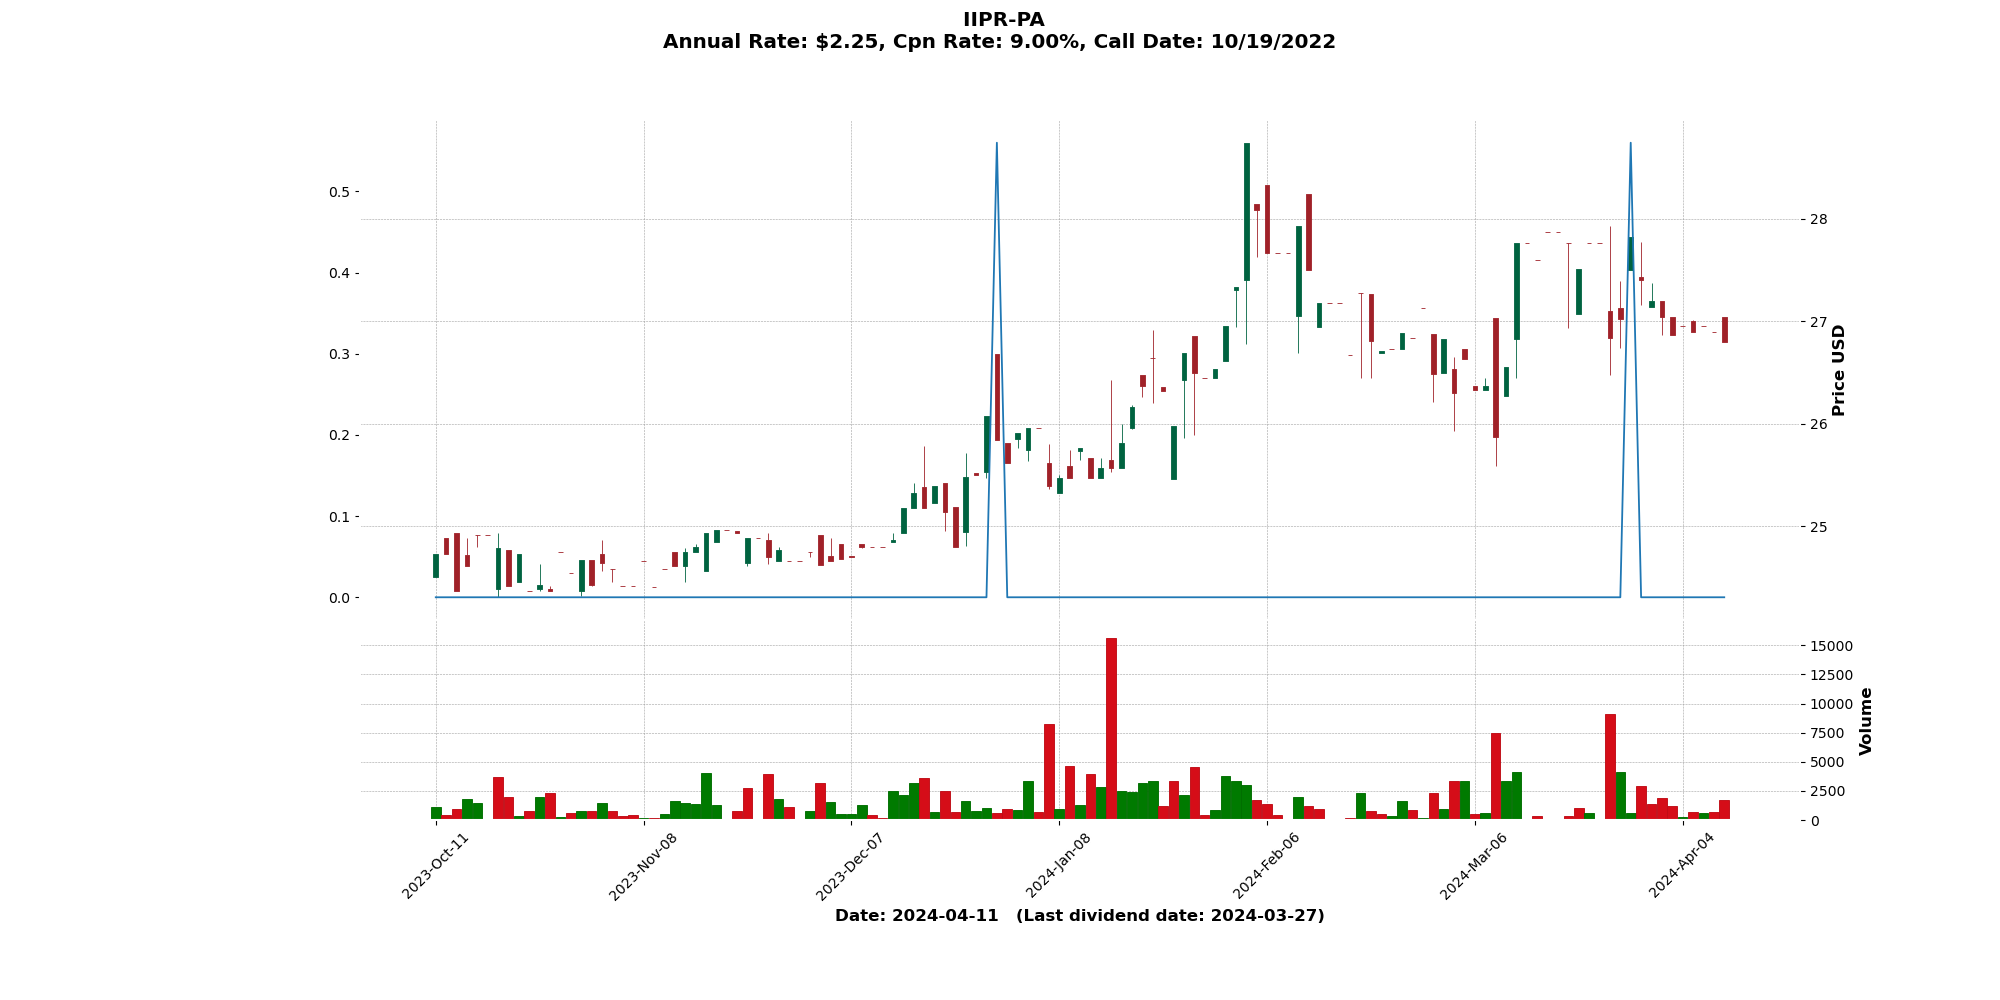 IIPR-PA
Annual Rate: $2.25, Cpn Rate: 9.00%, Call Date: 10/19/2022
0.5
0.4
0.3
0.2
0.1
0.0
28
27
26
25
Price USD
15000
12500
10000
7500
5000
2500
0
Volume
2023-Oct-11
2023-Nov-08
2023-Dec-07
2024-Jan-08
2024-Feb-06
2024-Mar-06
2024-Apr-04
Date: 2024-04-11 (Last dividend date: 2024-03-27)